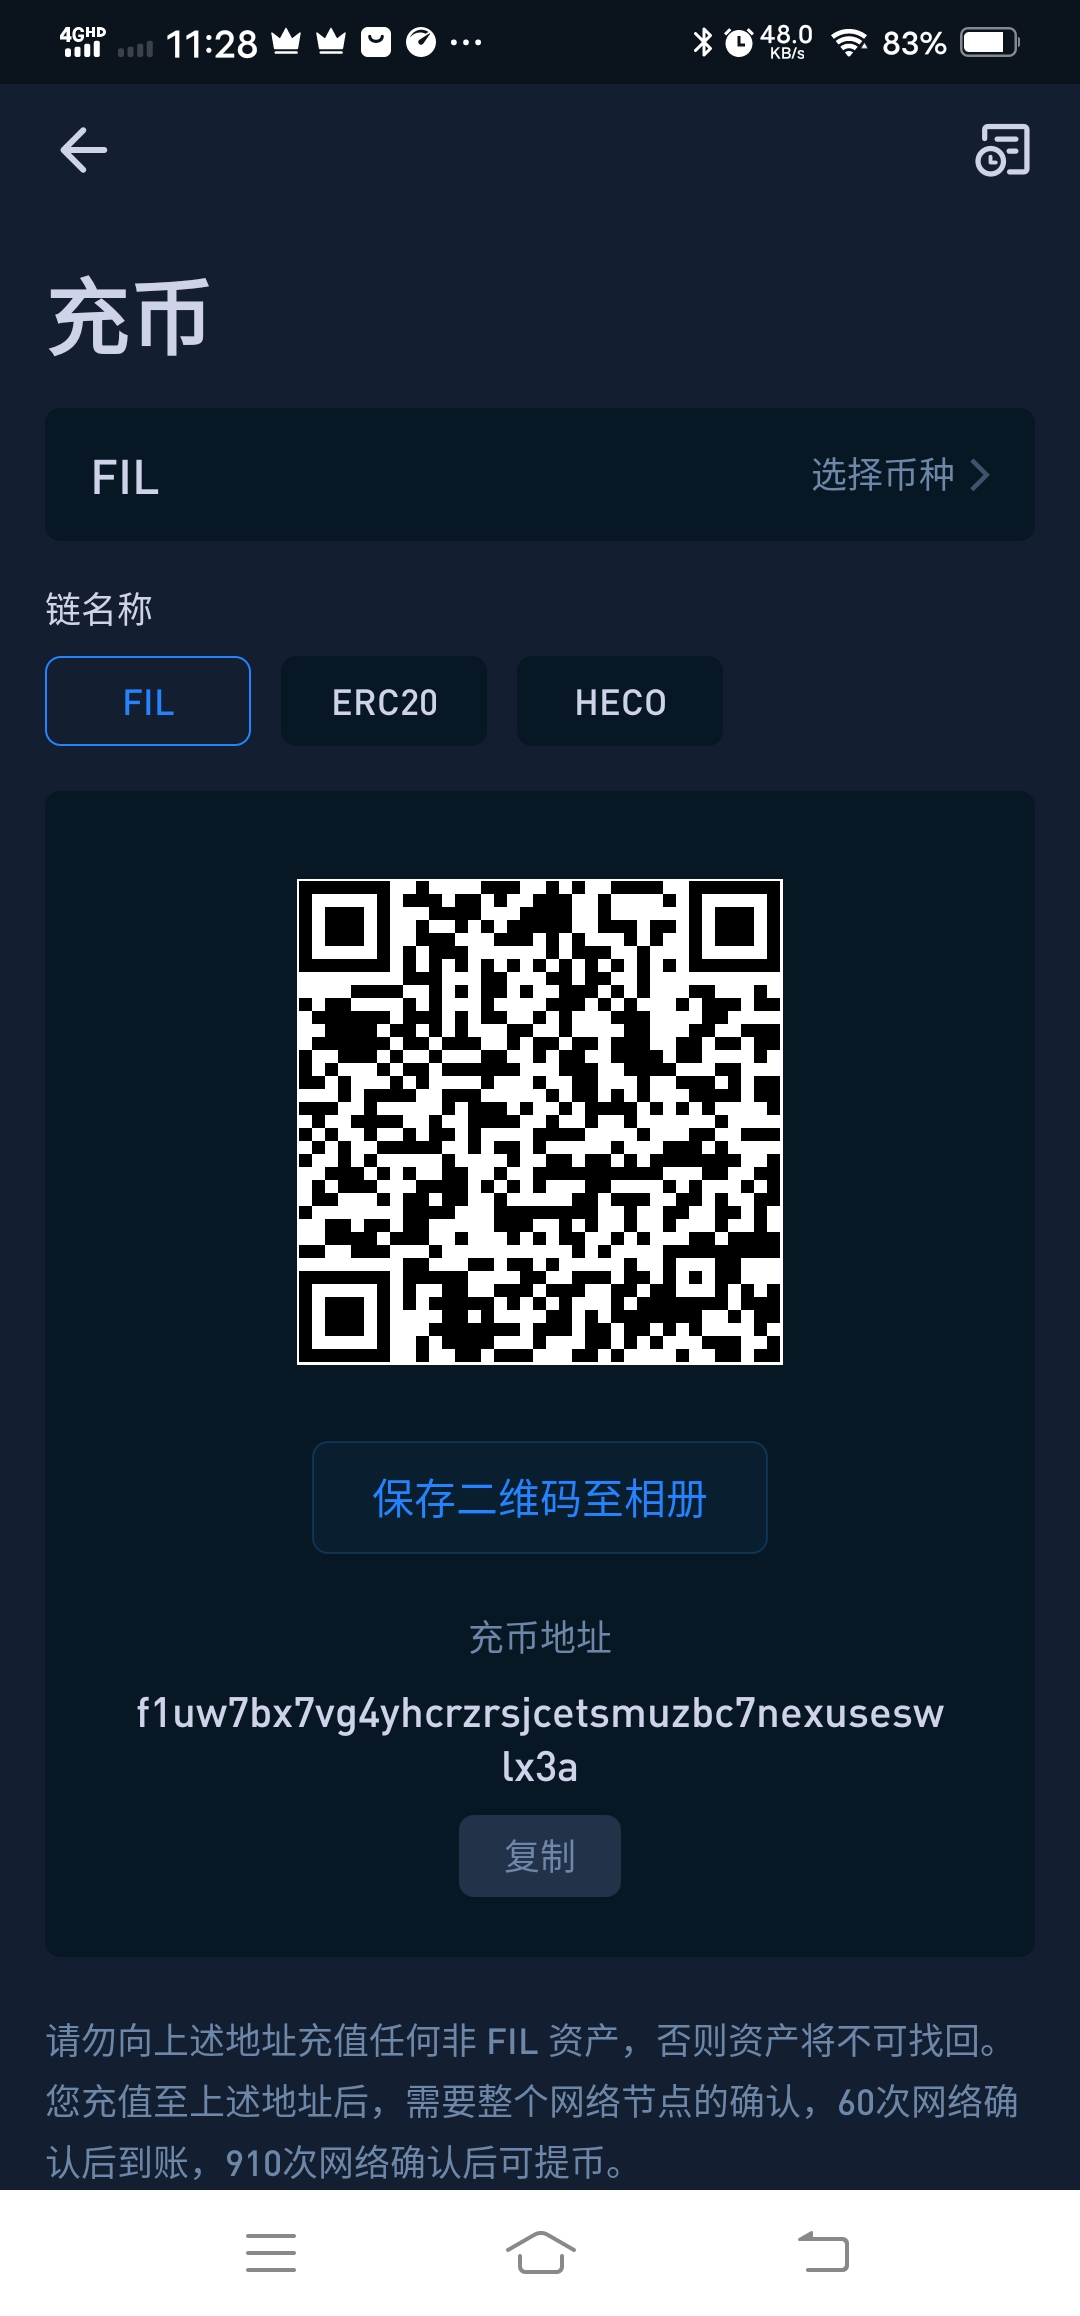 4GHD 11:28 48.0 KB/s 83%
充币
FIL 选择币种
链名称
FIL ERC20 HECO
保存二维码至相册
充币地址
f1uw7bx7vg4yhcrzrsjcetsmuzbc7nexusesw
lx3a
复制
请勿向上述地址充值任何非 FIL 资产，否则资产将不可找回。
您充值至上述地址后，需要整个网络节点的确认，60次网络确
认后到账，910次网络确认后可提币。